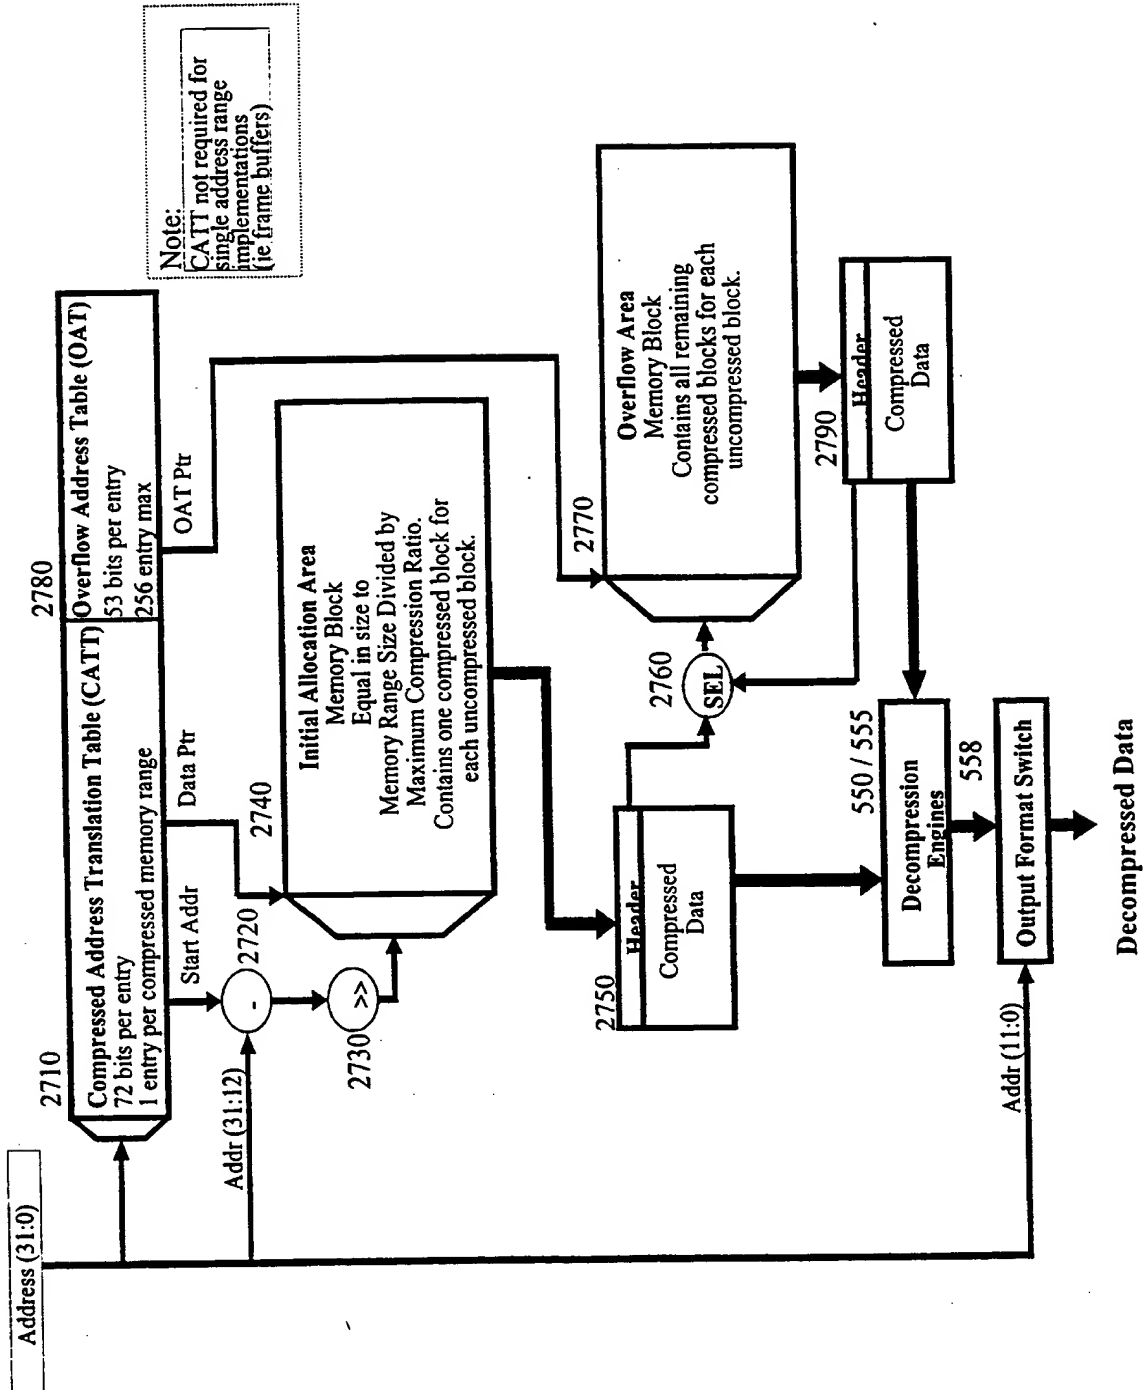 Address (31:0)
2710
Compressed Address Translation Table (CATT)
72 bits per entry
1 entry per compressed memory range
2780
Overflow Address Table (OAT)
53 bits per entry
256 entry max
Note:
CATT not required for
single address range
implementations
(ie frame buffers)
Addr (31:12)
Start Addr
Data Ptr
OAT Ptr
-
2720
>>
2730
2740
Initial Allocation Area
Memory Block
Equal in size to
Memory Range Size Divided by
Maximum Compression Ratio.
Contains one compressed block for
each uncompressed block.
2770
Overflow Area
Memory Block
Contains all remaining
compressed blocks for each
uncompressed block.
2750
Header
Compressed
Data
2760
SEL
2790
Header
Compressed
Data
550 / 555
Decompression
Engines
558
Addr (11:0)
Output Format Switch
Decompressed Data